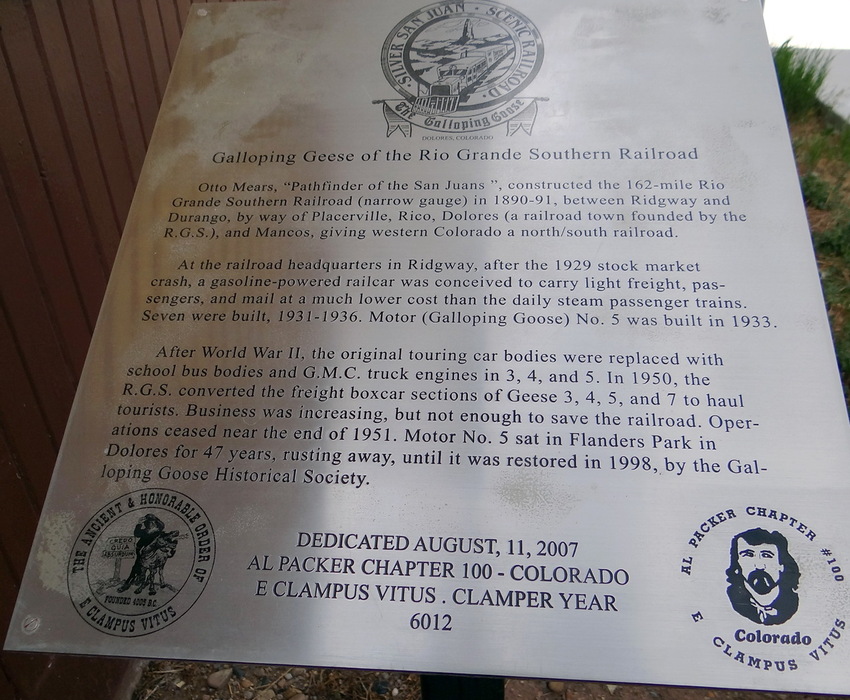 SILVER SAN JUAN · SCENIC RAILROAD
The Galloping Goose
DOLORES, COLORADO
Galloping Geese of the Rio Grande Southern Railroad
Otto Mears, “Pathfinder of the San Juans ”, constructed the 162-mile Rio
Grande Southern Railroad (narrow gauge) in 1890-91, between Ridgway and
Durango, by way of Placerville, Rico, Dolores (a railroad town founded by the
R.G.S.), and Mancos, giving western Colorado a north/south railroad.
At the railroad headquarters in Ridgway, after the 1929 stock market
crash, a gasoline-powered railcar was conceived to carry light freight, pas-
sengers, and mail at a much lower cost than the daily steam passenger trains.
Seven were built, 1931-1936. Motor (Galloping Goose) No. 5 was built in 1933.
After World War II, the original touring car bodies were replaced with
school bus bodies and G.M.C. truck engines in 3, 4, and 5. In 1950, the
R.G.S. converted the freight boxcar sections of Geese 3, 4, 5, and 7 to haul
tourists. Business was increasing, but not enough to save the railroad. Oper-
ations ceased near the end of 1951. Motor No. 5 sat in Flanders Park in
Dolores for 47 years, rusting away, until it was restored in 1998, by the Gal-
loping Goose Historical Society.
THE ANCIENT & HONORABLE ORDER OF
CREDO
QUIA
ABSURDUM
FOUNDED 4005 B.C.
E CLAMPUS VITUS
DEDICATED AUGUST, 11, 2007
AL PACKER CHAPTER 100 - COLORADO
E CLAMPUS VITUS . CLAMPER YEAR
6012
AL PACKER CHAPTER #100
Colorado
E CLAMPUS VITUS